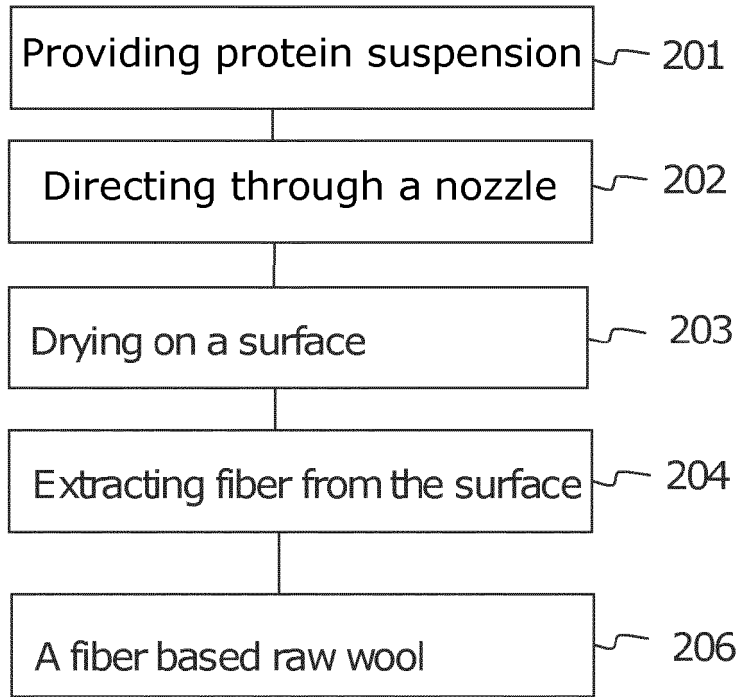 Providing protein suspension 201
Directing through a nozzle 202
Drying on a surface 203
Extracting fiber from the surface 204
A fiber based raw wool 206